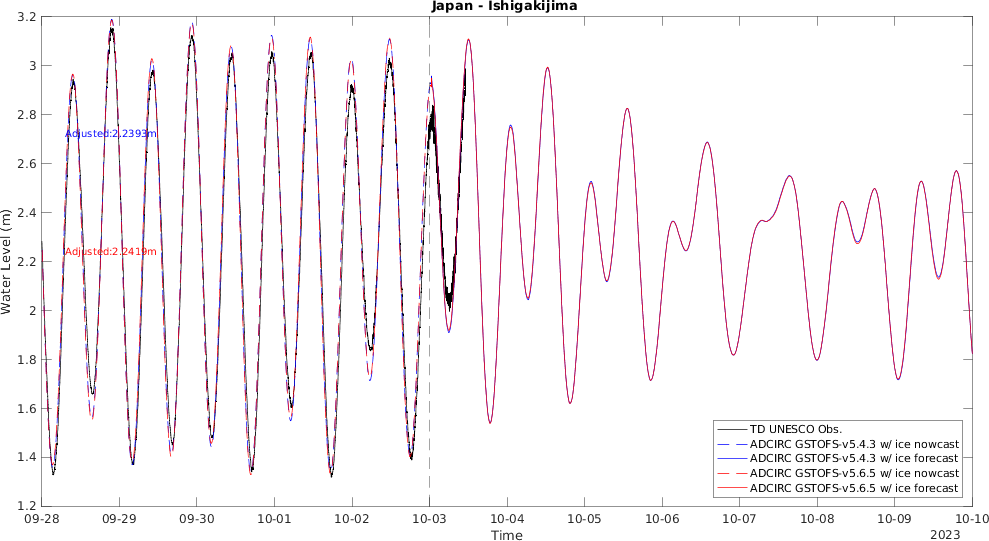 Japan - Ishigakijima
3.2
3
2.8
2.6
2.4
2.2
2
1.8
1.6
1.4
1.2
Water Level (m)
Adjusted:2.2393m
Adjusted:2.2419m
TD UNESCO Obs.
ADCIRC GSTOFS-v5.4.3 w/ ice nowcast
ADCIRC GSTOFS-v5.4.3 w/ ice forecast
ADCIRC GSTOFS-v5.6.5 w/ ice nowcast
ADCIRC GSTOFS-v5.6.5 w/ ice forecast
09-28 09-29 09-30 10-01 10-02 10-03 10-04 10-05 10-06 10-07 10-08 10-09 10-10
Time
2023